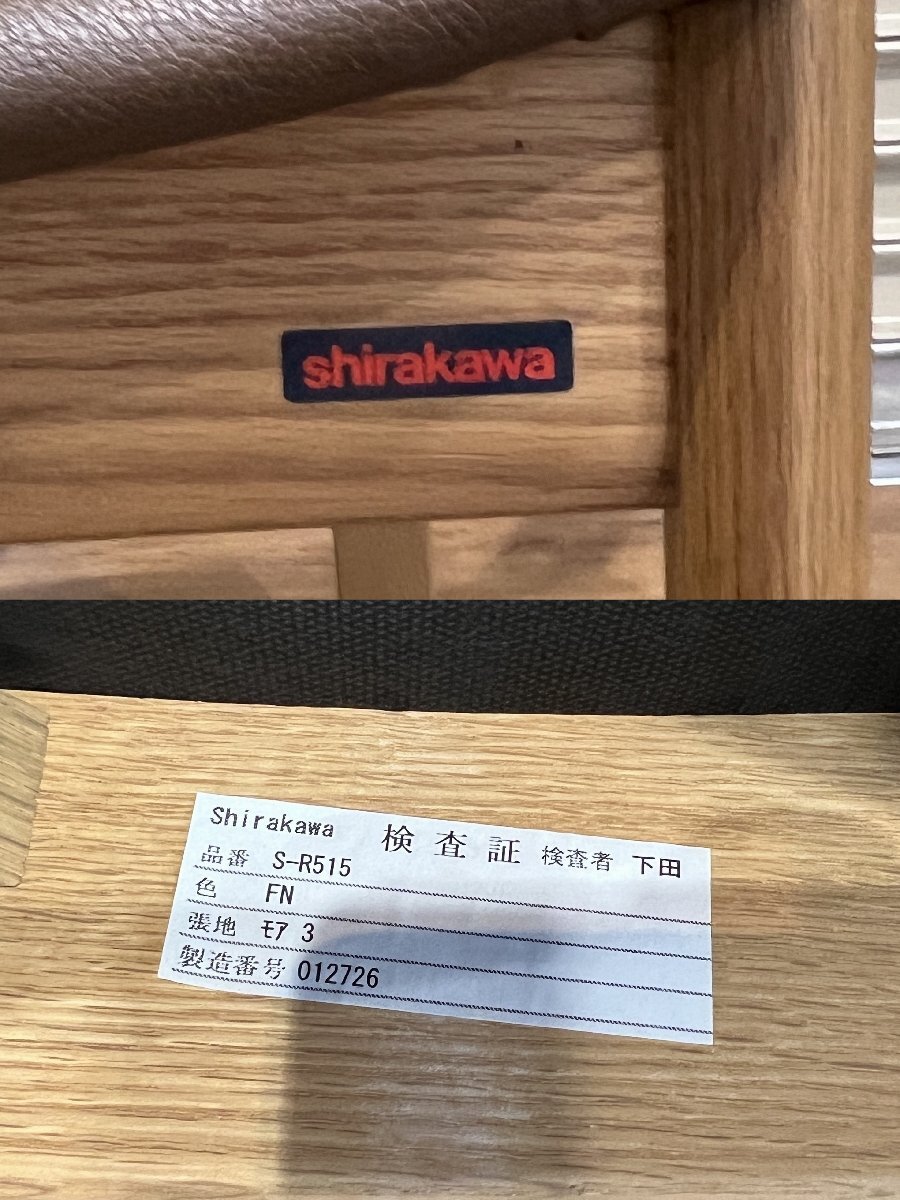 shirakawa
Shirakawa 検査証 検査者 下田
品番 S-R515
色 FN
張地 モア 3
製造番号 012726